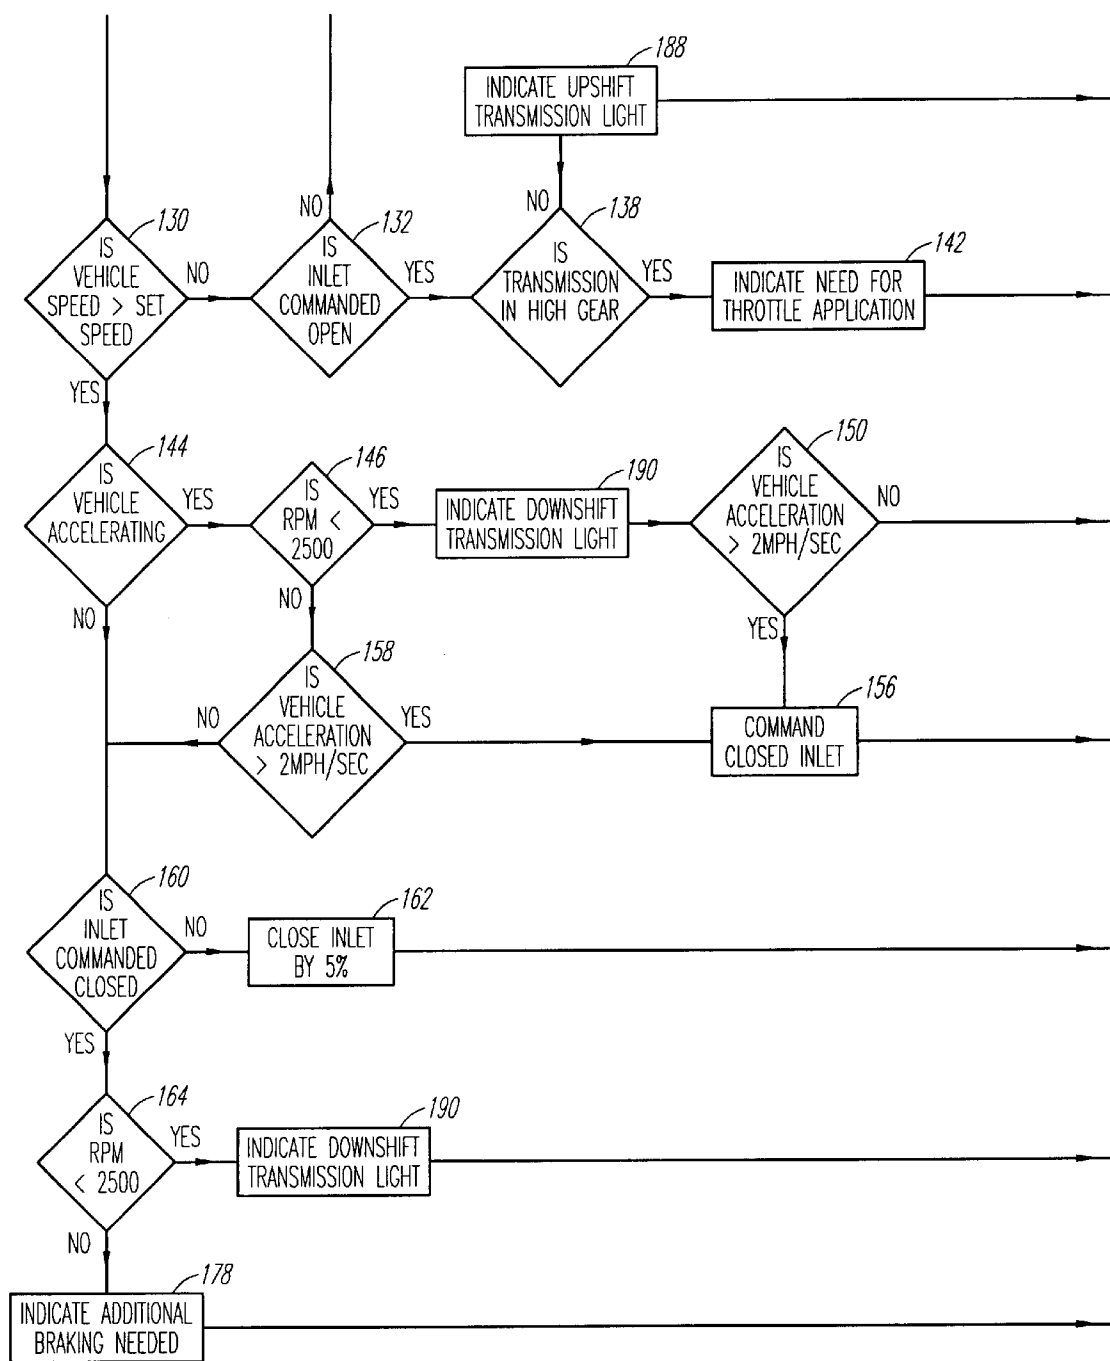 188
INDICATE UPSHIFT
TRANSMISSION LIGHT
NO
NO
130
132
138
142
IS
VEHICLE
SPEED > SET
SPEED
NO
IS
INLET
COMMANDED
OPEN
YES
IS
TRANSMISSION
IN HIGH GEAR
YES
INDICATE NEED FOR
THROTTLE APPLICATION
YES
144
146
190
150
IS
VEHICLE
ACCELERATING
YES
IS
RPM <
2500
YES
INDICATE DOWNSHIFT
TRANSMISSION LIGHT
IS
VEHICLE
ACCELERATION
> 2MPH/SEC
NO
NO
NO
YES
158
156
NO
IS
VEHICLE
ACCELERATION
> 2MPH/SEC
YES
COMMAND
CLOSED INLET
160
162
IS
INLET
COMMANDED
CLOSED
NO
CLOSE INLET
BY 5%
YES
164
190
IS
RPM
< 2500
YES
INDICATE DOWNSHIFT
TRANSMISSION LIGHT
NO
178
INDICATE ADDITIONAL
BRAKING NEEDED